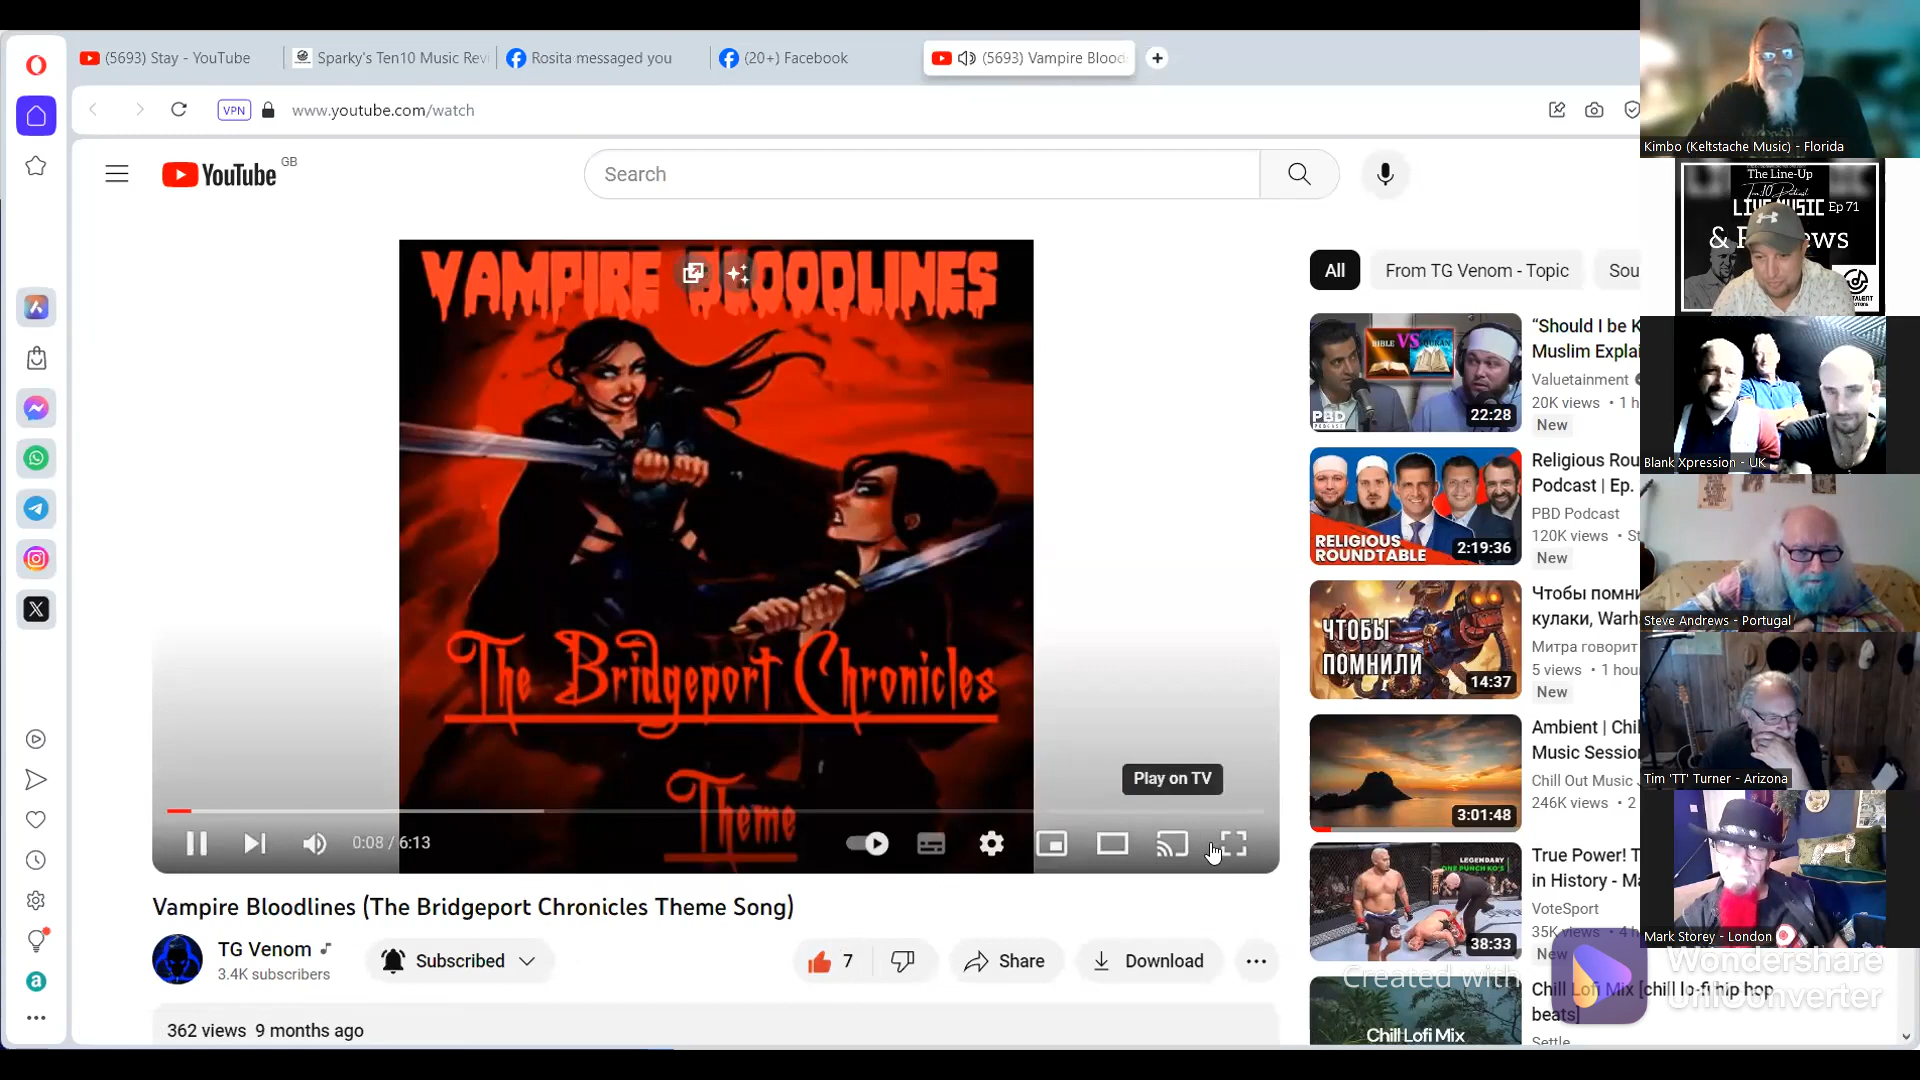 (5693) Stay - YouTube
Sparky's Ten10 Music Revi
Rosita messaged you
(20+) Facebook
(5693) Vampire Blood
VPN
www.youtube.com/watch
YouTube
GB
Search
VAMPIRE BLOODLINES
The Bridgeport Chronicles
Theme
Play on TV
0:08 / 6:13
Vampire Bloodlines (The Bridgeport Chronicles Theme Song)
TG Venom
3.4K subscribers
Subscribed
7
Share
Download
362 views 9 months ago
All
From TG Venom - Topic
Sou
BIBLE VS QURAN
PBD
PODCAST
22:28
“Should I be K
Muslim Explai
Valuetainment
20K views • 1 h
New
RELIGIOUS
ROUNDTABLE
2:19:36
Religious Rou
Podcast | Ep.
PBD Podcast
120K views • St
New
ЧТОБЫ
ПОМНИЛИ
14:37
Чтобы помни
кулаки, Warh
Митра говорит
5 views • 1 hou
New
3:01:48
Ambient | Chil
Music Session
Chill Out Music
246K views • 2
LEGENDARY
ONE PUNCH KO'S
38:33
True Power! T
in History - Ma
VoteSport
35K views • 4 h
New
Chill Lofi Mix
Chill Lofi Mix [chill lo-fi hip hop
beats]
Settle
Kimbo (Keltstache Music) - Florida
The Line-Up
Ten10 Podcast
LIVE MUSIC Ep 71
& Reviews
TALENT
Blank Xpression - UK
Steve Andrews - Portugal
Tim 'TT' Turner - Arizona
Mark Storey - London
Created with
Wondershare
UniConverter